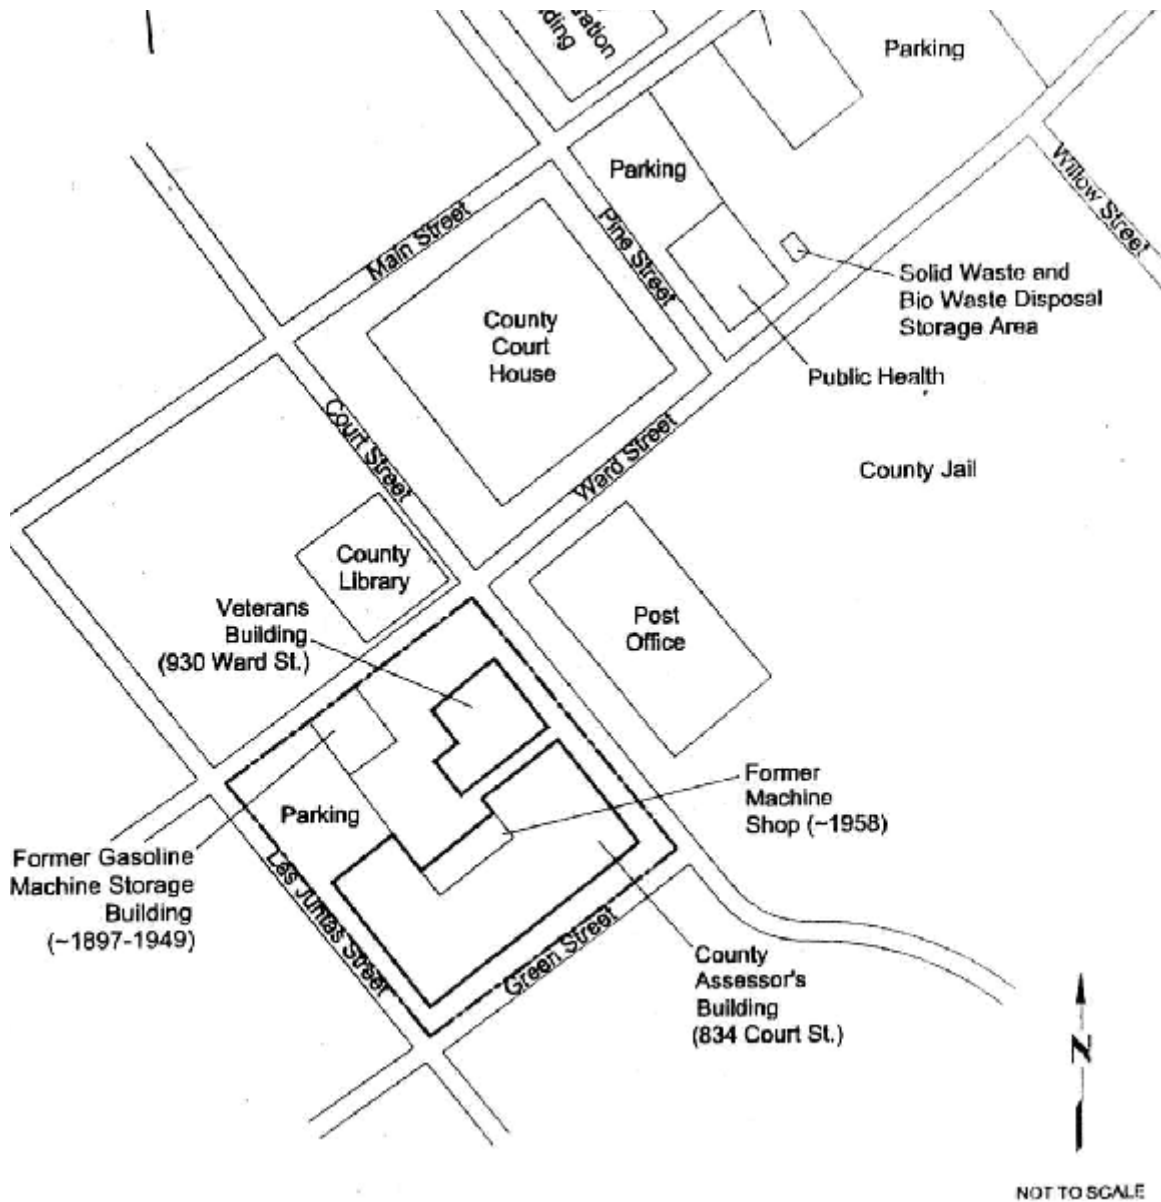 ration
ding
Parking
Parking
Willow Street
Main Street
Pine Street
Solid Waste and
Bio Waste Disposal
Storage Area
County
Court
House
Public Health
Court Street
Ward Street
County Jail
County
Library
Veterans
Building
(930 Ward St.)
Post
Office
Former
Machine
Shop (~1958)
Parking
Former Gasoline
Machine Storage
Building
(~1897-1949)
Las Juntas Street
Green Street
County
Assessor's
Building
(834 Court St.)
N
NOT TO SCALE